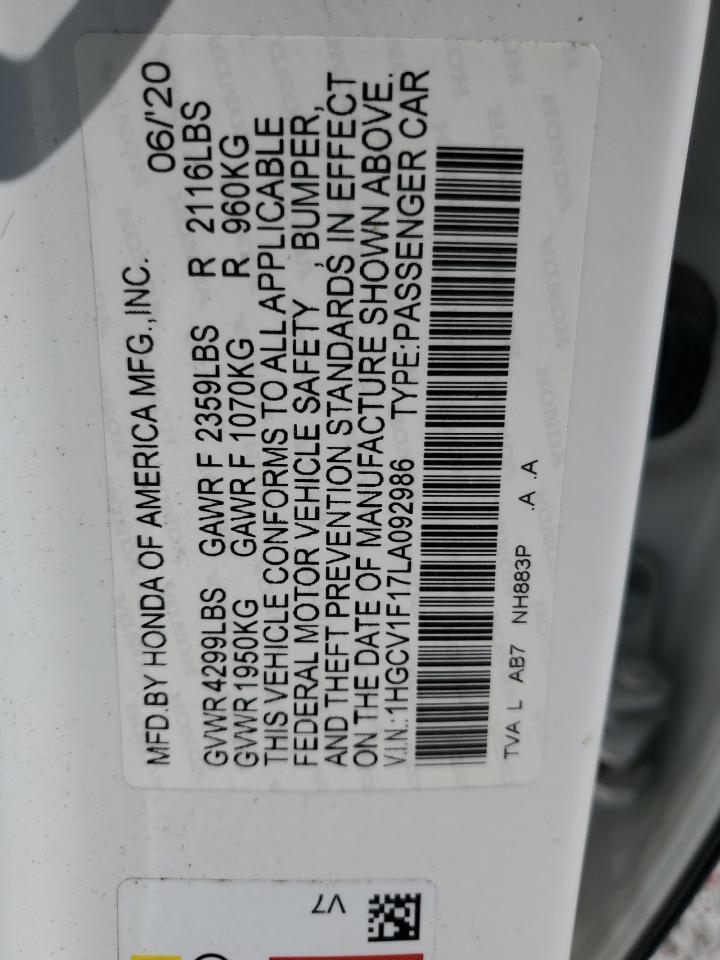 MFD.BY HONDA OF AMERICA MFG.,INC. 06/'20
GVWR 4299LBS GAWR F 2359LBS R 2116LBS
GVWR 1950KG GAWR F 1070KG R 960KG
THIS VEHICLE CONFORMS TO ALL APPLICABLE
FEDERAL MOTOR VEHICLE SAFETY , BUMPER,
AND THEFT PREVENTION STANDARDS IN EFFECT
ON THE DATE OF MANUFACTURE SHOWN ABOVE.
V.I.N.:1HGCV1F17LA092986 TYPE:PASSENGER CAR
TVA L AB7 NH883P .A .A
V7